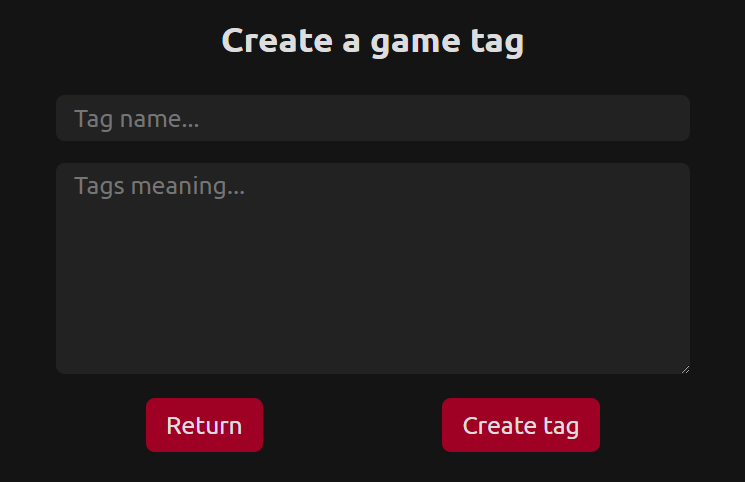 Create a game tag
Tag name...
Tags meaning...
Return
Create tag